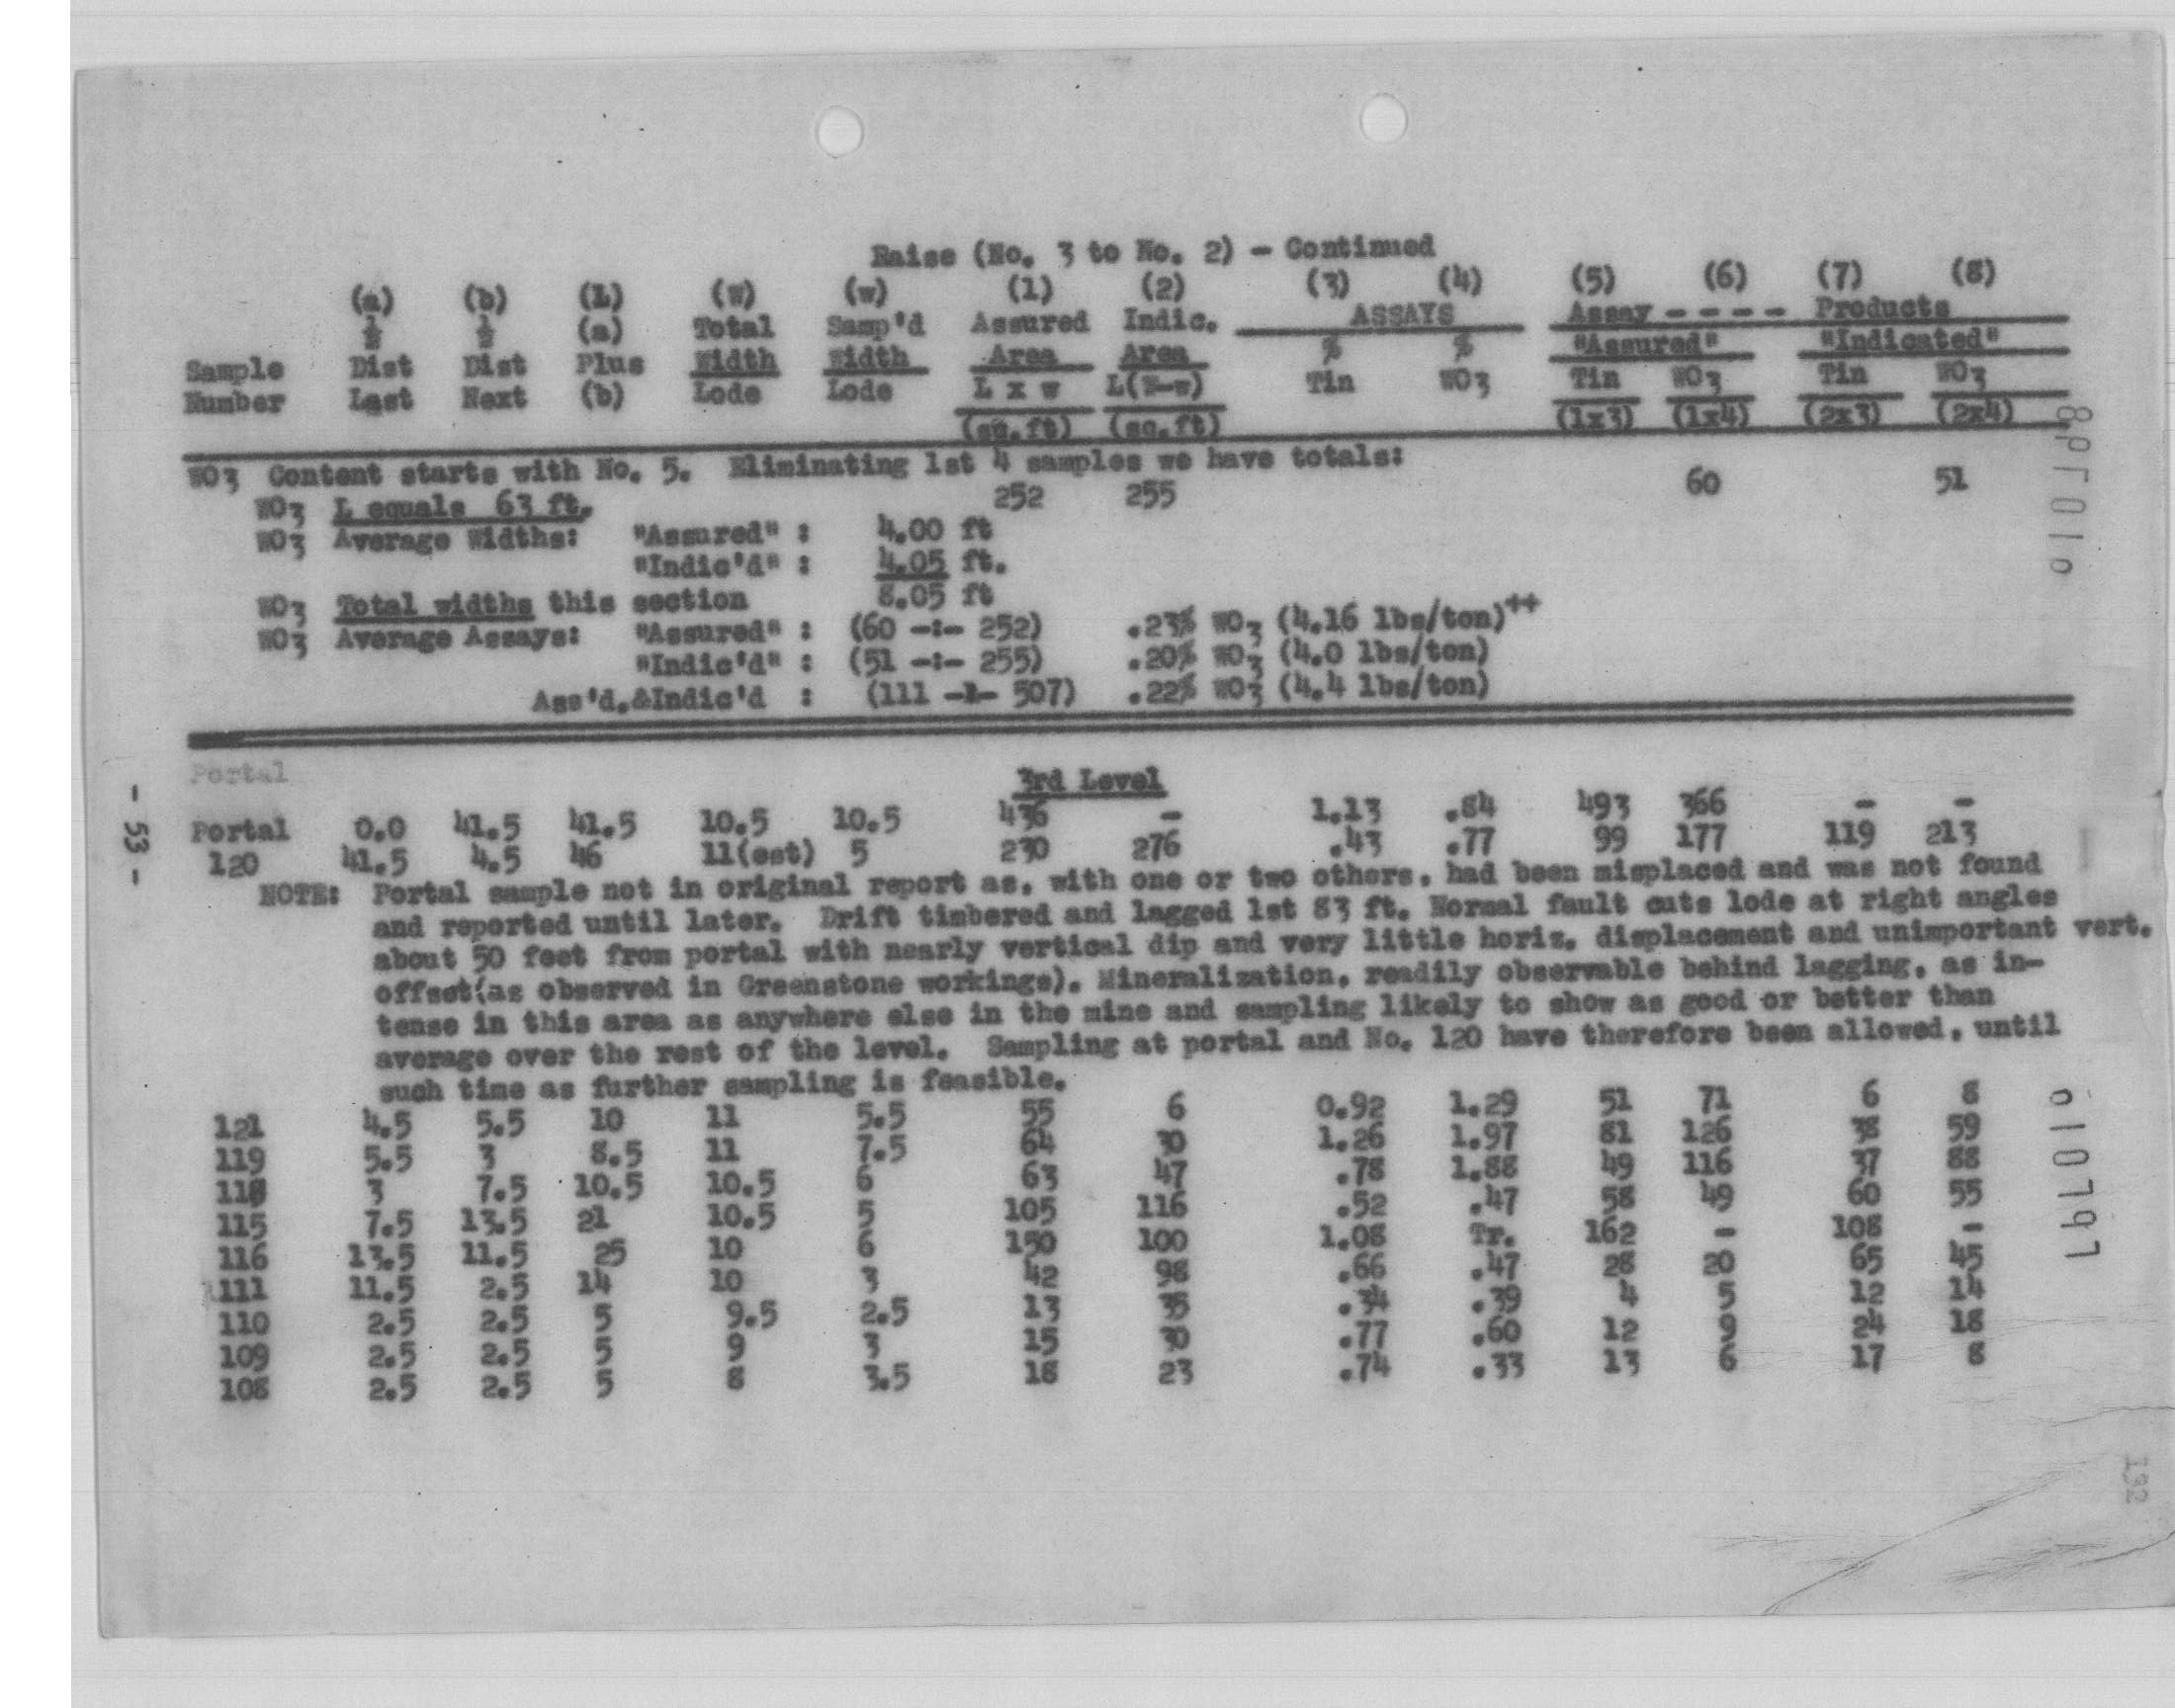 Raise (No. 3 to No. 2) - Continued
(a) (b) (L) (W) (w) (1) (2) (3) (4) (5) (6) (7) (8)
½ ½ (a) Total Samp'd Assured Indic. ASSAYS Assay - - - - Products
Sample Dist Dist Plus Width Width Area Area % % "Assured" "Indicated"
Number Last Next (b) Lode Lode L x w L(W-w) Tin WO3 Tin WO3 Tin WO3
(sq.ft) (sq.ft) (1x3) (1x4) (2x3) (2x4)
WO3 Content starts with No. 5. Eliminating 1st 4 samples we have totals:
WO3 L equals 63 ft. 252 255 60 51
WO3 Average Widths: "Assured" : 4.00 ft
"Indic'd" : 4.05 ft.
WO3 Total widths this section 8.05 ft
WO3 Average Assays: "Assured" : (60 -:- 252) .23% WO3 (4.16 lbs/ton)++
"Indic'd" : (51 -:- 255) .20% WO3 (4.0 lbs/ton)
Ass'd.&Indic'd : (111 -:- 507) .22% WO3 (4.4 lbs/ton)
Portal
3rd Level
Portal 0.0 41.5 41.5 10.5 10.5 436 - 1.13 .84 493 366 - -
120 41.5 4.5 46 11(est) 5 230 276 .43 .77 99 177 119 213
NOTE: Portal sample not in original report as, with one or two others, had been misplaced and was not found
and reported until later. Drift timbered and lagged 1st 83 ft. Normal fault cuts lode at right angles
about 50 feet from portal with nearly vertical dip and very little horiz. displacement and unimportant vert.
offset(as observed in Greenstone workings). Mineralization, readily observable behind lagging, as in-
tense in this area as anywhere else in the mine and sampling likely to show as good or better than
average over the rest of the level. Sampling at portal and No. 120 have therefore been allowed, until
such time as further sampling is feasible.
121 4.5 5.5 10 11 5.5 55 6 0.92 1.29 51 71 6 8
119 5.5 3 8.5 11 7.5 64 30 1.26 1.97 81 126 38 59
118 3 7.5 10.5 10.5 6 63 47 .78 1.88 49 116 37 88
115 7.5 13.5 21 10.5 5 105 116 .52 .47 58 49 60 55
116 13.5 11.5 25 10 6 150 100 1.08 Tr. 162 - 108 -
111 11.5 2.5 14 10 3 42 98 .66 .47 28 20 65 45
110 2.5 2.5 5 9.5 2.5 13 35 .34 .39 4 5 12 14
109 2.5 2.5 5 9 3 15 30 .77 .60 12 9 24 18
108 2.5 2.5 5 8 3.5 18 23 .74 .33 13 6 17 8
- 53 -
132